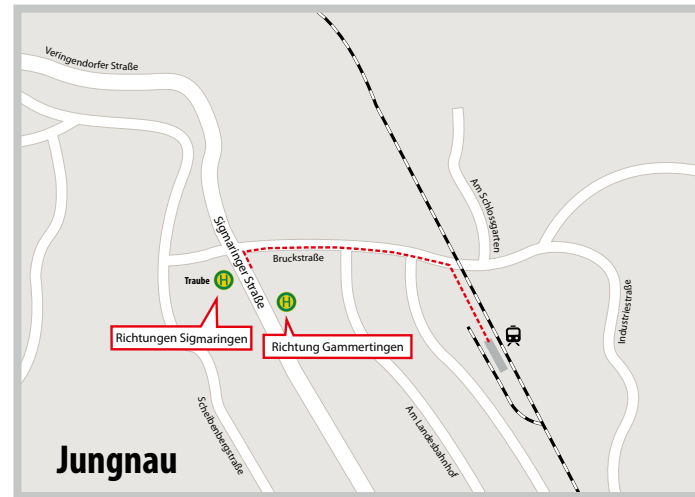 Veringendorfer Straße
Am Schlossgarten
Sigmaringer Straße
Bruckstraße
Traube
H
H
Industriestraße
Richtungen Sigmaringen
Richtung Gammertingen
Scheibenbergstraße
Am Landesbahnhof
Jungnau